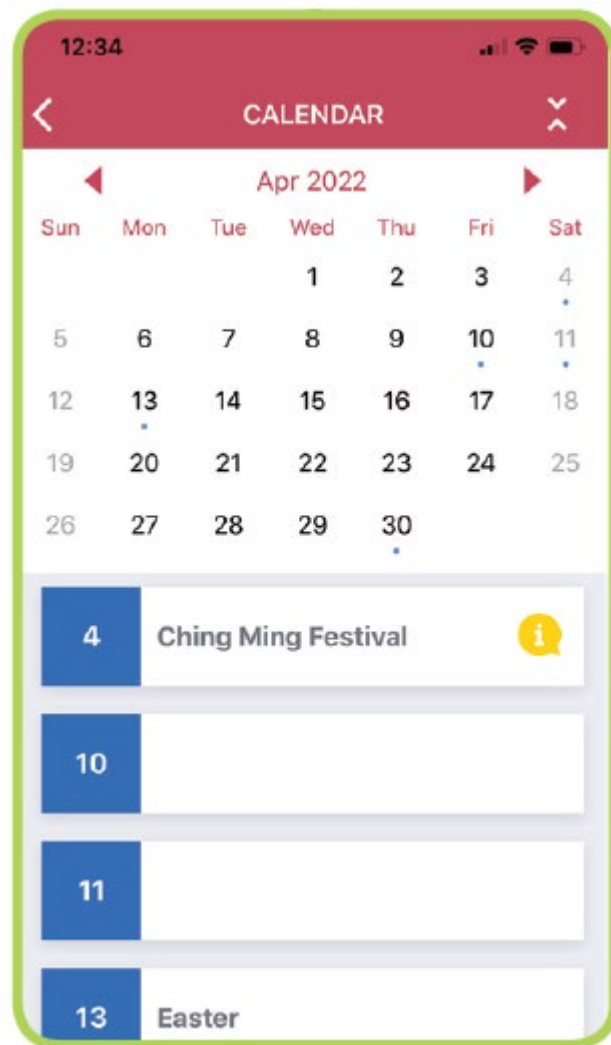 12:34
CALENDAR
Apr 2022
Sun Mon Tue Wed Thu Fri Sat
1 2 3 4
5 6 7 8 9 10 11
12 13 14 15 16 17 18
19 20 21 22 23 24 25
26 27 28 29 30
4 Ching Ming Festival i
10
11
13 Easter